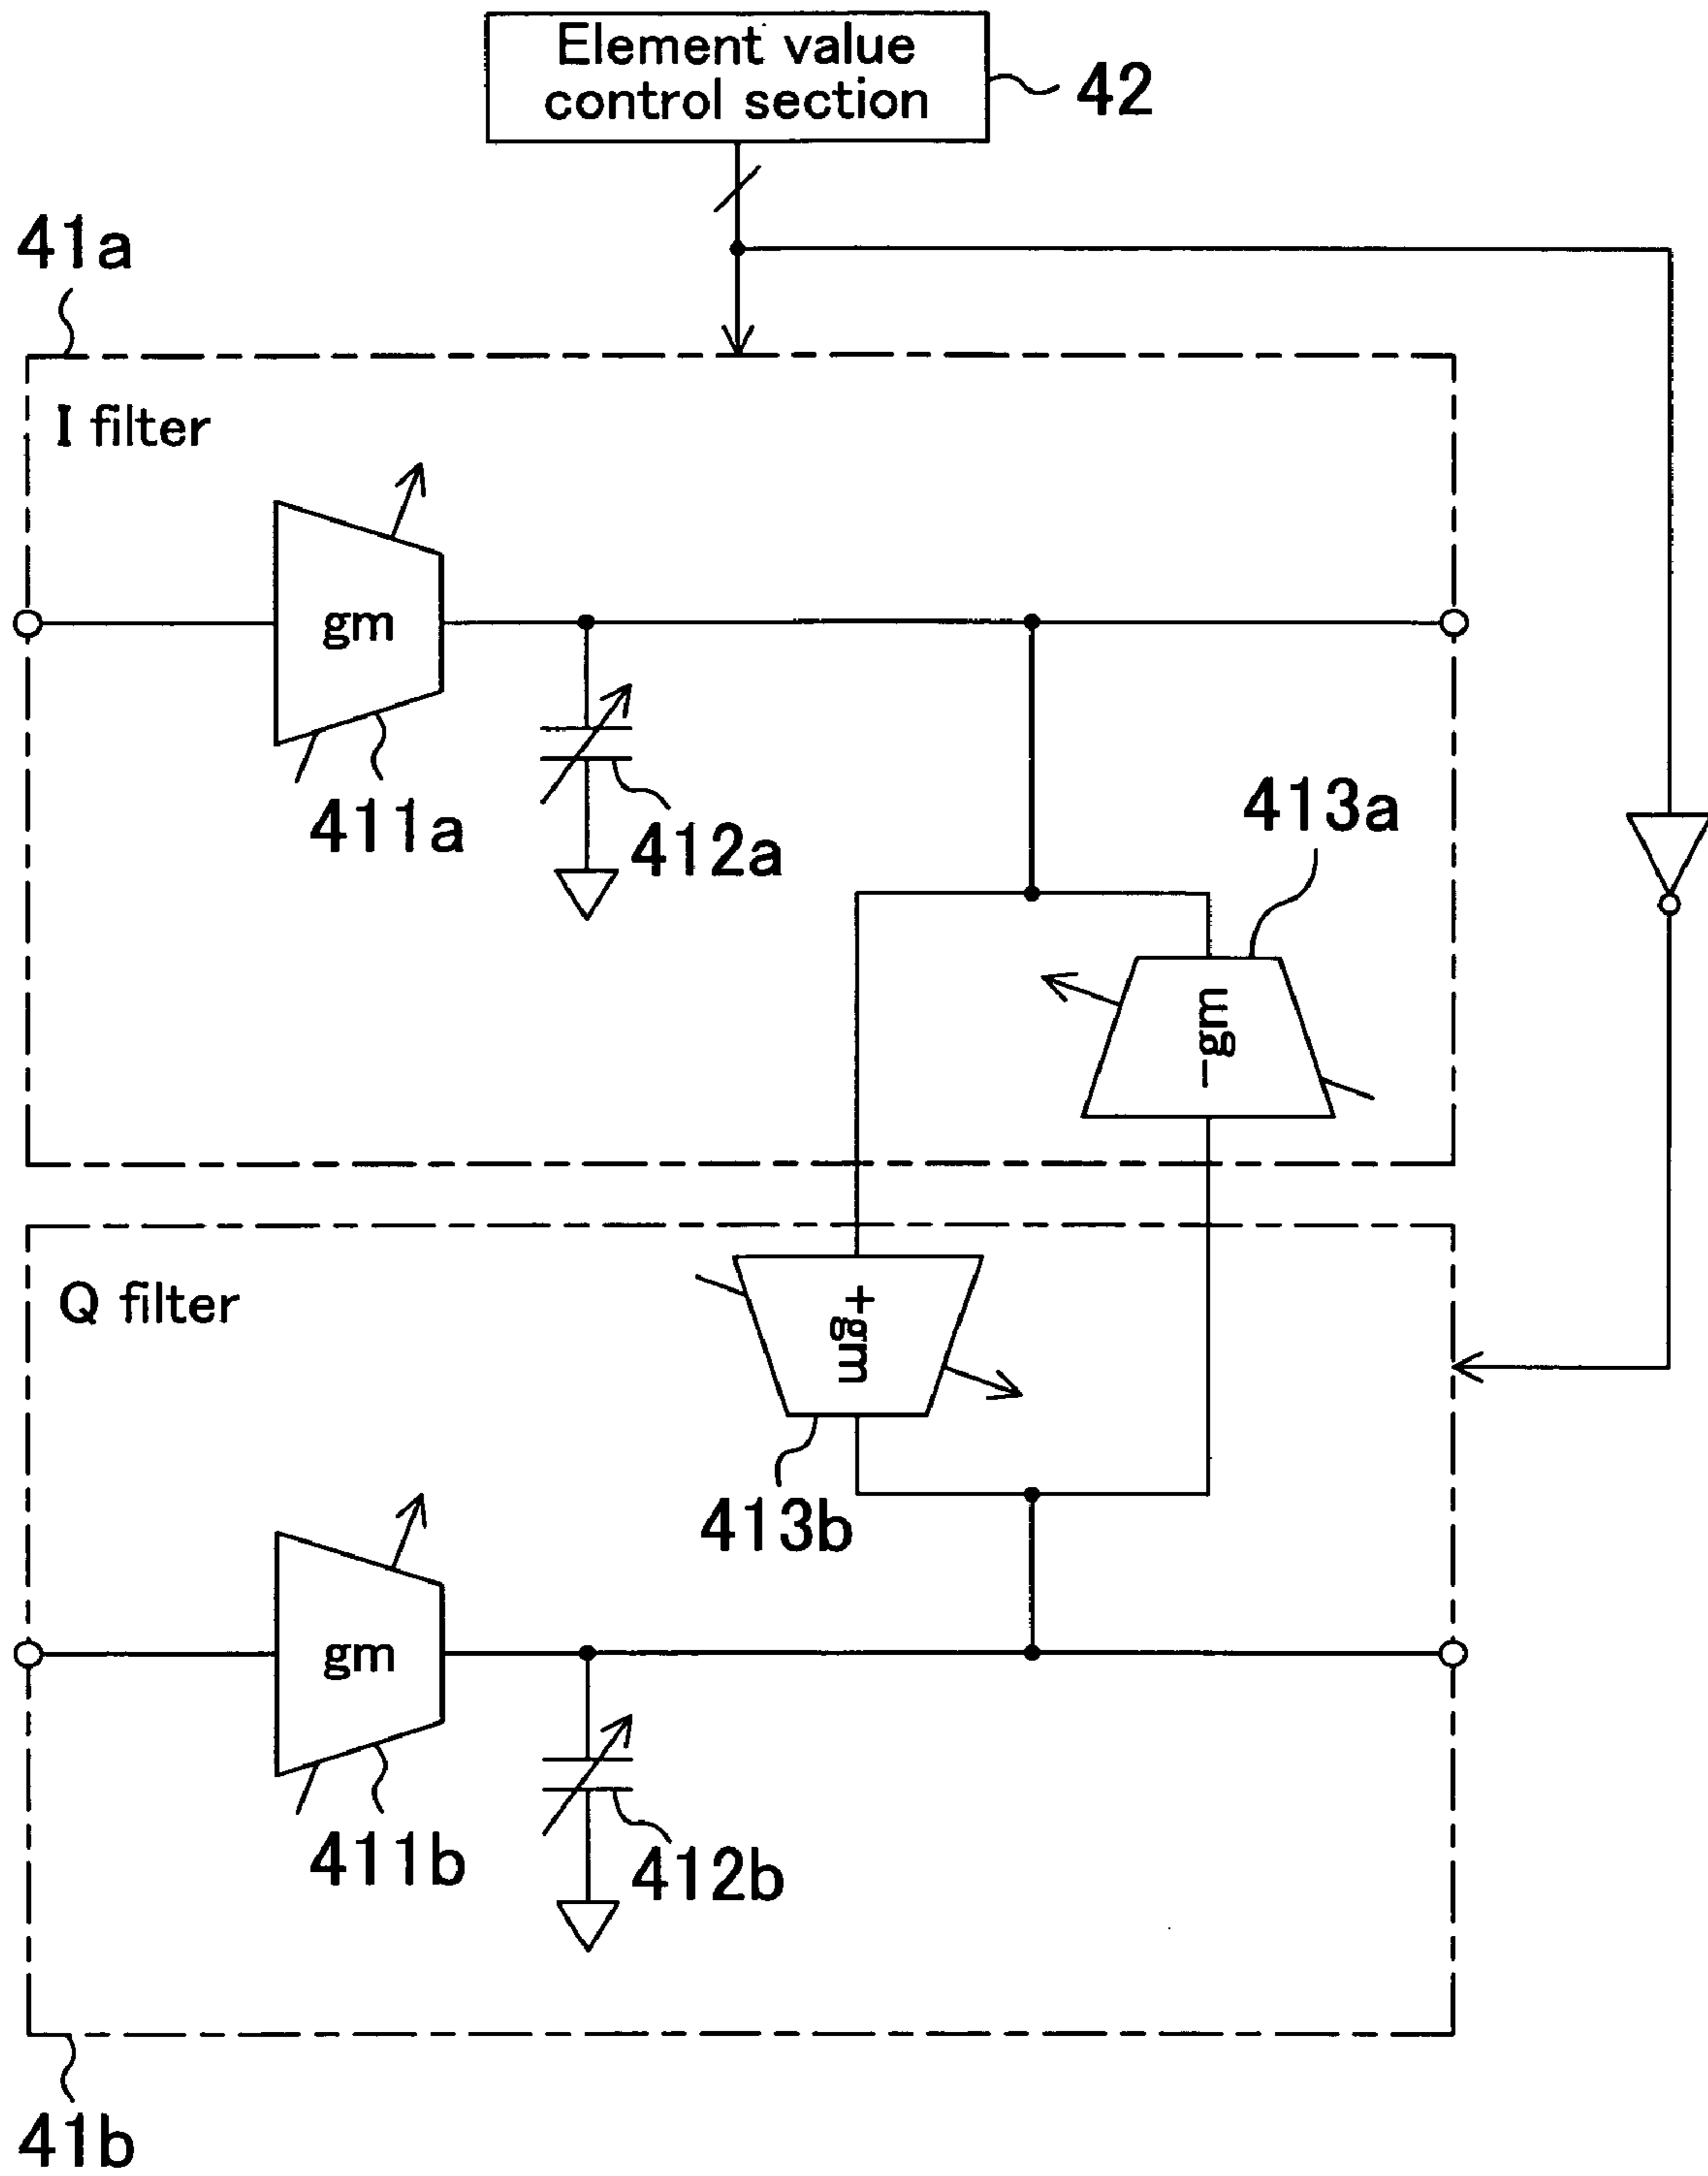 Element value
control section
42
41a
I filter
gm
411a
412a
413a
-gm
Q filter
+gm
413b
gm
411b
412b
41b